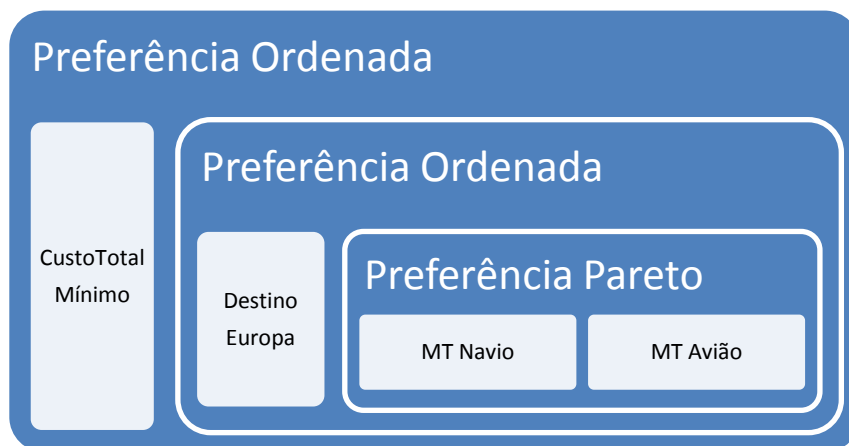 Preferência Ordenada
Preferência Ordenada
CustoTotal
Mínimo
Destino
Europa
Preferência Pareto
MT Navio
MT Avião